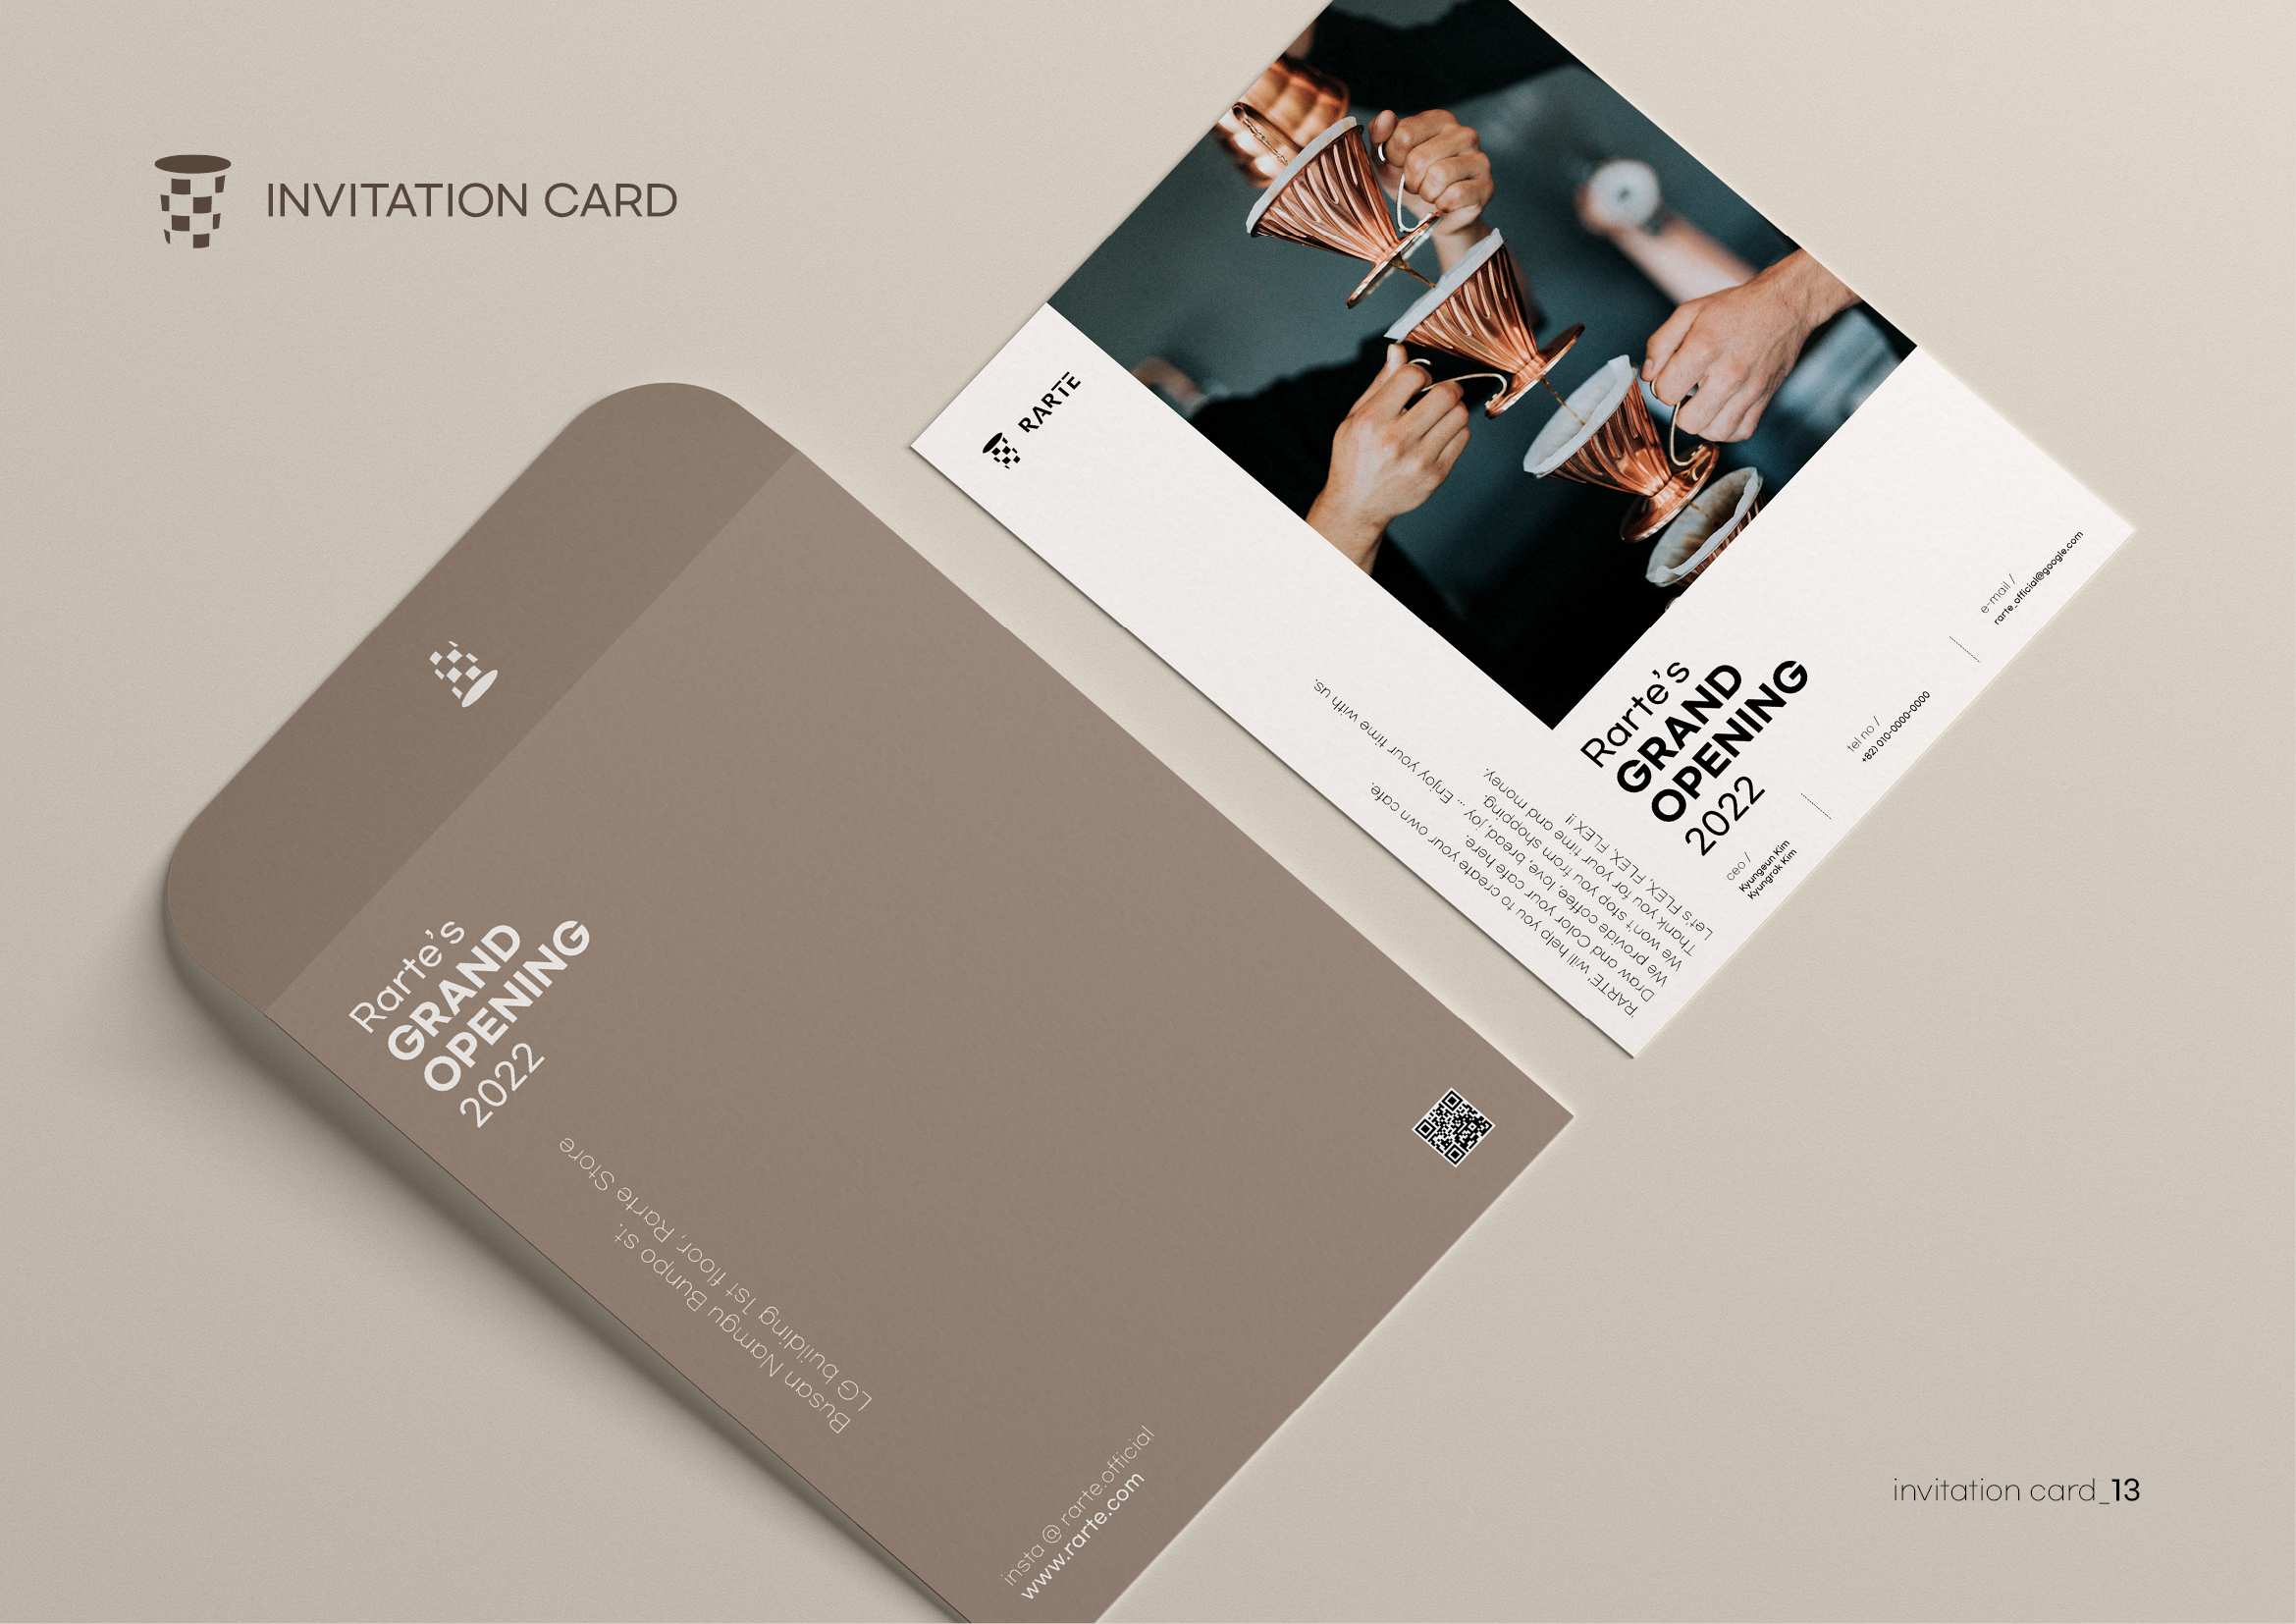 INVITATION CARD
RARTE
Rarte's
GRAND
OPENING
2022
'RARTE' will help you to create your own cafe.
Draw and Color your cafe here.
We provide coffee, love, bread, joy ... Enjoy your time with us.
We won't stop you from shopping.
Thank you for your time and money.
Let's FLEX, FLEX, FLEX !!
ceo /
Kyungeun Kim
Kyungrok Kim
tel no /
+82) 010-0000-0000
e-mail /
rarte_official@google.com
Rarte's
GRAND
OPENING
2022
Busan Namgu Bunpo st.
LG building 1st floor, Rarte Store
insta @ rarte.official
www.rarte.com
invitation card_13